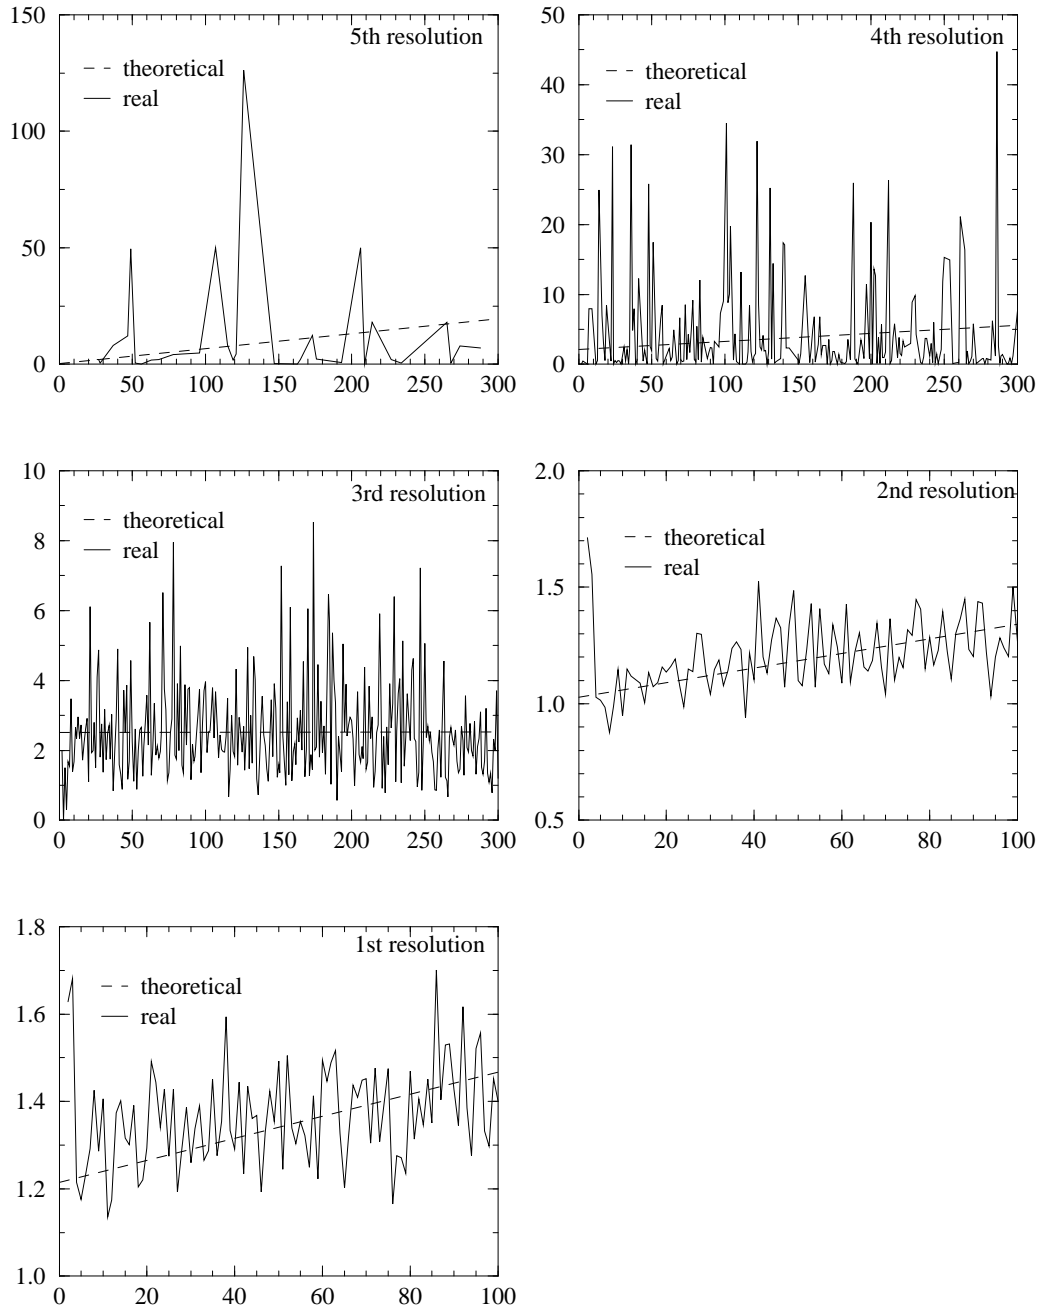 150
5th resolution
theoretical
real
100
50
0
0 50 100 150 200 250 300
50
4th resolution
theoretical
40
real
30
20
10
0
0 50 100 150 200 250 300
10
3rd resolution
theoretical
8
real
6
4
2
0
0 50 100 150 200 250 300
2.0
2nd resolution
theoretical
real
1.5
1.0
0.5
0 20 40 60 80 100
1.8
1st resolution
theoretical
real
1.6
1.4
1.2
1.0
0 20 40 60 80 100